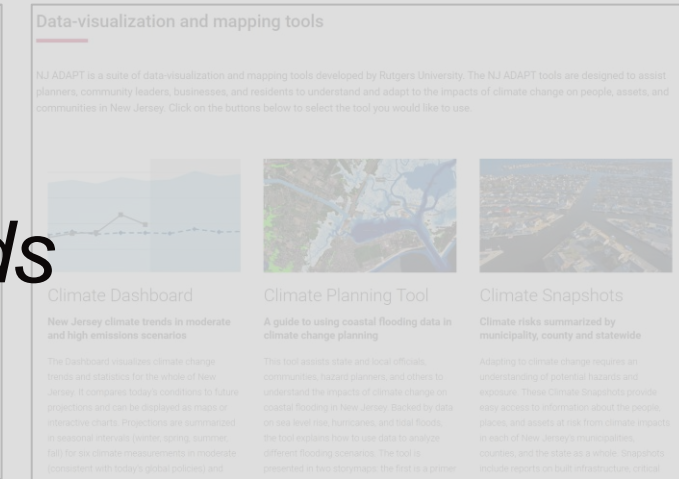 Data-visualization and mapping tools
NJ ADAPT is a suite of data-visualization and mapping tools developed by Rutgers University. The NJ ADAPT tools are designed to assist
planners, community leaders, businesses, and residents to understand and adapt to the impacts of climate change on people, assets, and
communities in New Jersey. Click on the buttons below to select the tool you would like to use.
ds
Climate Dashboard
New Jersey climate trends in moderate
and high emissions scenarios
The Dashboard visualizes climate change
trends and statistics for the whole of New
Jersey. It compares today's conditions to future
projections and can be displayed as maps or
interactive charts. Projections are summarized
in seasonal intervals (winter, spring, summer,
fall) for six climate measurements in moderate
(consistent with today's global policies) and
Climate Planning Tool
A guide to using coastal flooding data in
climate change planning
This tool assists state and local officials,
communities, hazard planners, and others to
understand the impacts of climate change on
coastal flooding in New Jersey. Backed by data
on sea level rise, hurricanes, and tidal floods,
the tool explains how to use data to analyze
different flooding scenarios. The tool is
presented in two storymaps: the first is a primer
Climate Snapshots
Climate risks summarized by
municipality, county and statewide
Adapting to climate change requires an
understanding of potential hazards and
exposure. These Climate Snapshots provide
easy access to information about the people,
places, and assets at risk from climate impacts
in each of New Jersey's municipalities,
counties, and the state as a whole. Snapshots
include reports on built infrastructure, critical